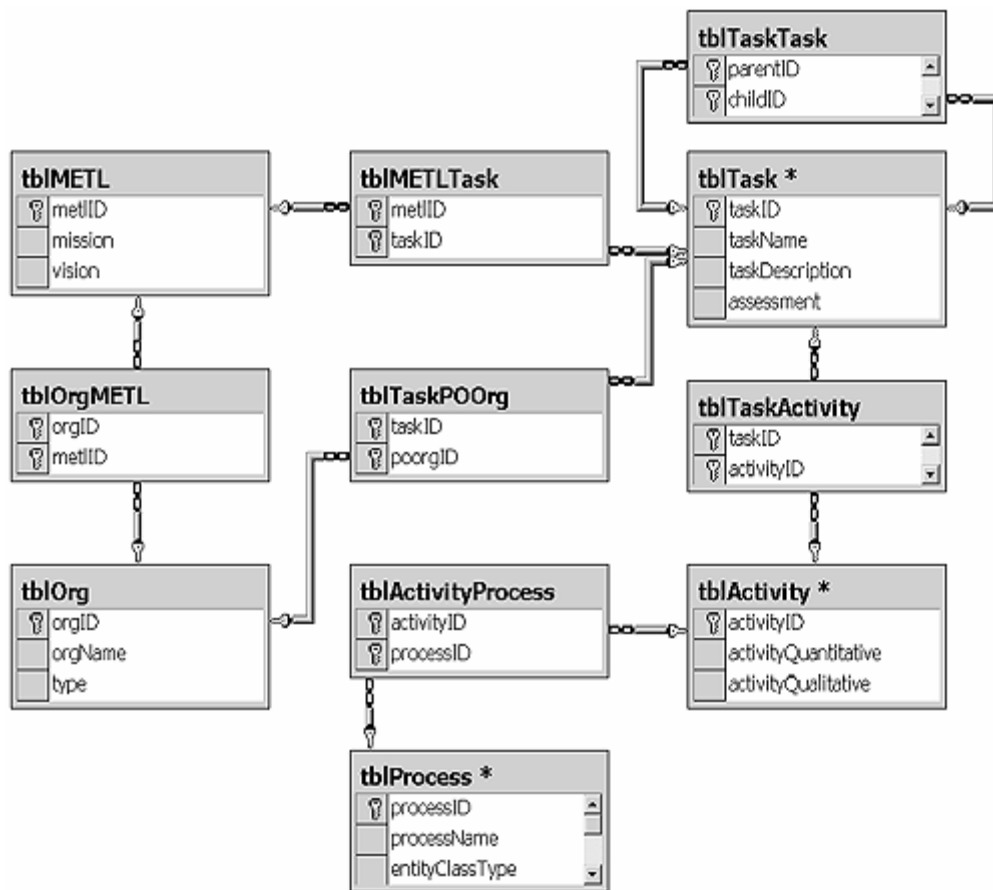 tblTaskTask
parentID
childID
tblMETL
metlID
mission
vision
tblMETLTask
metlID
taskID
tblTask *
taskID
taskName
taskDescription
assessment
tblOrgMETL
orgID
metlID
tblTaskPOOrg
taskID
poorgID
tblTaskActivity
taskID
activityID
tblOrg
orgID
orgName
type
tblActivityProcess
activityID
processID
tblActivity *
activityID
activityQuantitative
activityQualitative
tblProcess *
processID
processName
entityClassType